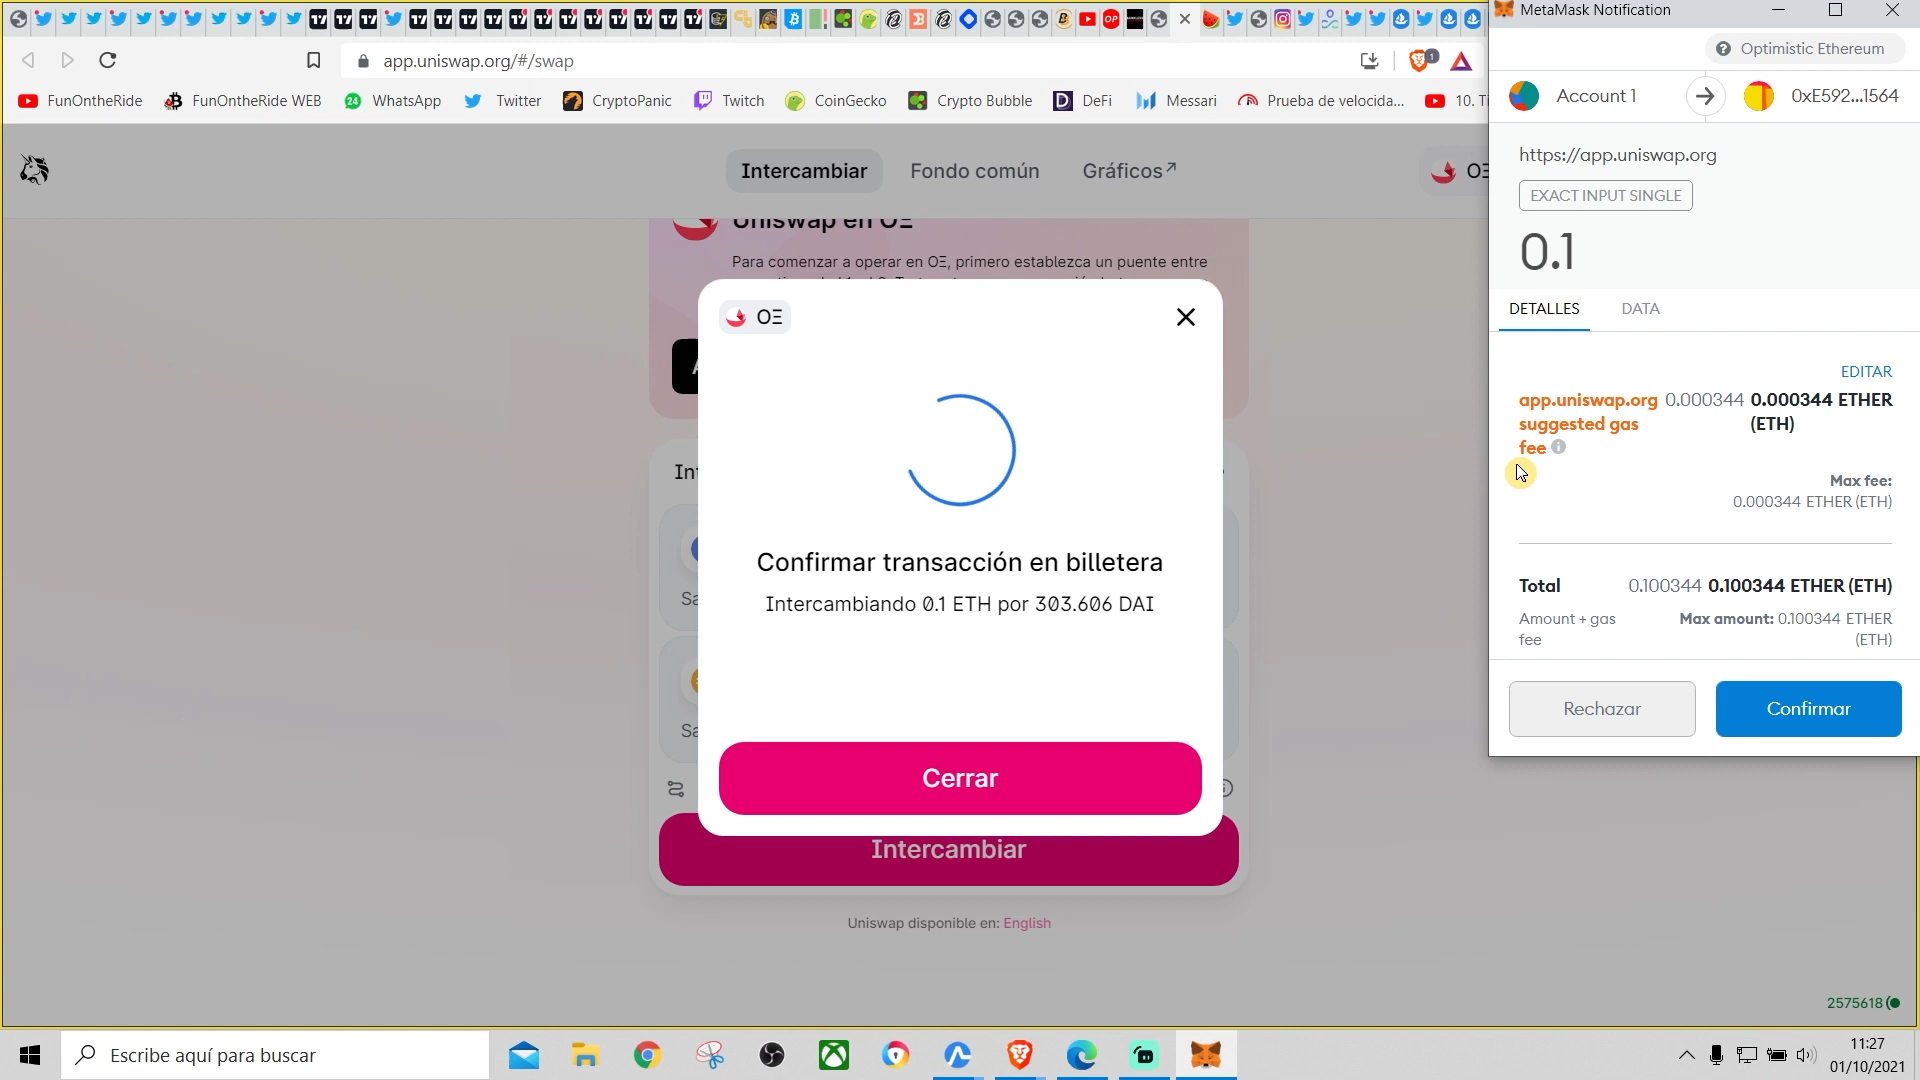 MetaMask Notification
app.uniswap.org/#/swap
1
Optimistic Ethereum
FunOntheRide
FunOntheRide WEB
24
WhatsApp
Twitter
CryptoPanic
Twitch
CoinGecko
Crypto Bubble
DeFi
Messari
Prueba de velocida...
Account 1
0xE592...1564
Intercambiar
Fondo común
Gráficos↗
https://app.uniswap.org
EXACT INPUT SINGLE
0.1
Uniswap en OΞ
Para comenzar a operar en OΞ, primero establezca un puente entre
OΞ
DETALLES
DATA
EDITAR
app.uniswap.org suggested gas fee
0.000344 0.000344 ETHER (ETH)
Max fee:
0.000344 ETHER (ETH)
Confirmar transacción en billetera
Intercambiando 0.1 ETH por 303.606 DAI
Total
0.100344 0.100344 ETHER (ETH)
Amount + gas fee
Max amount: 0.100344 ETHER (ETH)
Rechazar
Confirmar
Cerrar
Intercambiar
Uniswap disponible en: English
2575618
Escribe aquí para buscar
11:27
01/10/2021